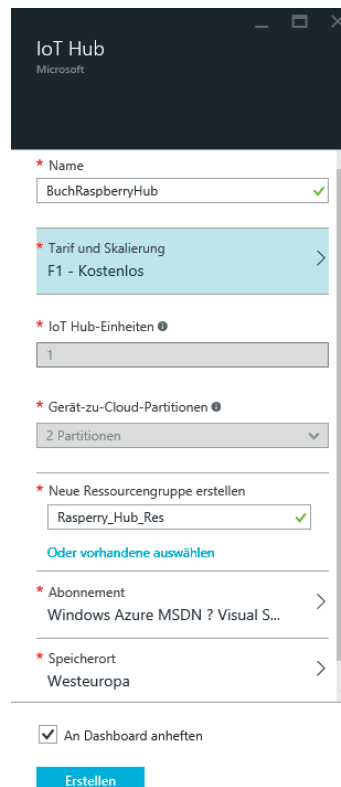 IoT Hub
Microsoft
* Name
BuchRaspberryHub
* Tarif und Skalierung
F1 - Kostenlos
* IoT Hub-Einheiten
1
* Gerät-zu-Cloud-Partitionen
2 Partitionen
* Neue Ressourcengruppe erstellen
Rasperry_Hub_Res
Oder vorhandene auswählen
* Abonnement
Windows Azure MSDN ? Visual S...
* Speicherort
Westeuropa
An Dashboard anheften
Erstellen